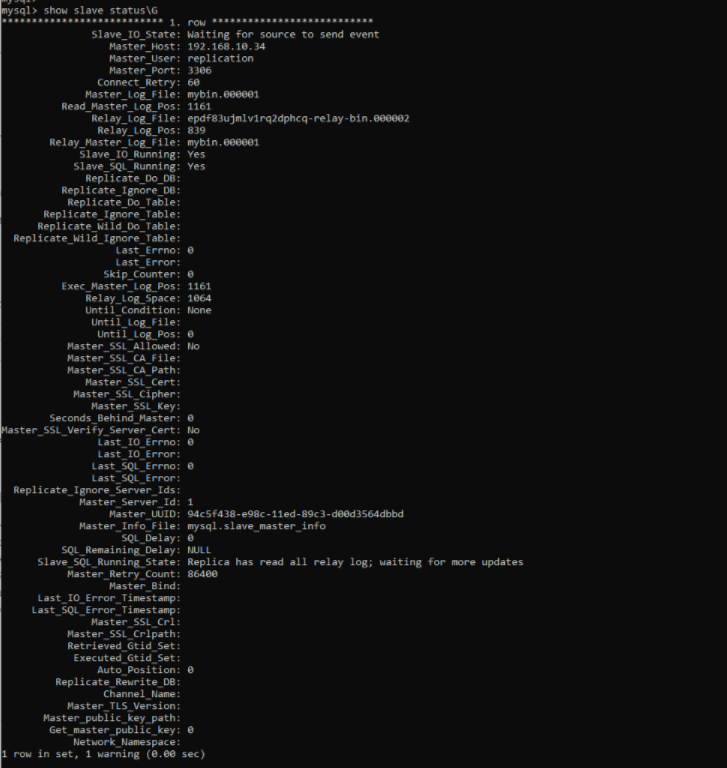 mysql>
mysql> show slave status\G
*************************** 1. row ***************************
Slave_IO_State: Waiting for source to send event
Master_Host: 192.168.10.34
Master_User: replication
Master_Port: 3306
Connect_Retry: 60
Master_Log_File: mybin.000001
Read_Master_Log_Pos: 1161
Relay_Log_File: epdf83ujmlv1rq2dphcq-relay-bin.000002
Relay_Log_Pos: 839
Relay_Master_Log_File: mybin.000001
Slave_IO_Running: Yes
Slave_SQL_Running: Yes
Replicate_Do_DB:
Replicate_Ignore_DB:
Replicate_Do_Table:
Replicate_Ignore_Table:
Replicate_Wild_Do_Table:
Replicate_Wild_Ignore_Table:
Last_Errno: 0
Last_Error:
Skip_Counter: 0
Exec_Master_Log_Pos: 1161
Relay_Log_Space: 1064
Until_Condition: None
Until_Log_File:
Until_Log_Pos: 0
Master_SSL_Allowed: No
Master_SSL_CA_File:
Master_SSL_CA_Path:
Master_SSL_Cert:
Master_SSL_Cipher:
Master_SSL_Key:
Seconds_Behind_Master: 0
Master_SSL_Verify_Server_Cert: No
Last_IO_Errno: 0
Last_IO_Error:
Last_SQL_Errno: 0
Last_SQL_Error:
Replicate_Ignore_Server_Ids:
Master_Server_Id: 1
Master_UUID: 94c5f438-e98c-11ed-89c3-d00d3564dbbd
Master_Info_File: mysql.slave_master_info
SQL_Delay: 0
SQL_Remaining_Delay: NULL
Slave_SQL_Running_State: Replica has read all relay log; waiting for more updates
Master_Retry_Count: 86400
Master_Bind:
Last_IO_Error_Timestamp:
Last_SQL_Error_Timestamp:
Master_SSL_Crl:
Master_SSL_Crlpath:
Retrieved_Gtid_Set:
Executed_Gtid_Set:
Auto_Position: 0
Replicate_Rewrite_DB:
Channel_Name:
Master_TLS_Version:
Master_public_key_path:
Get_master_public_key: 0
Network_Namespace:
1 row in set, 1 warning (0.00 sec)